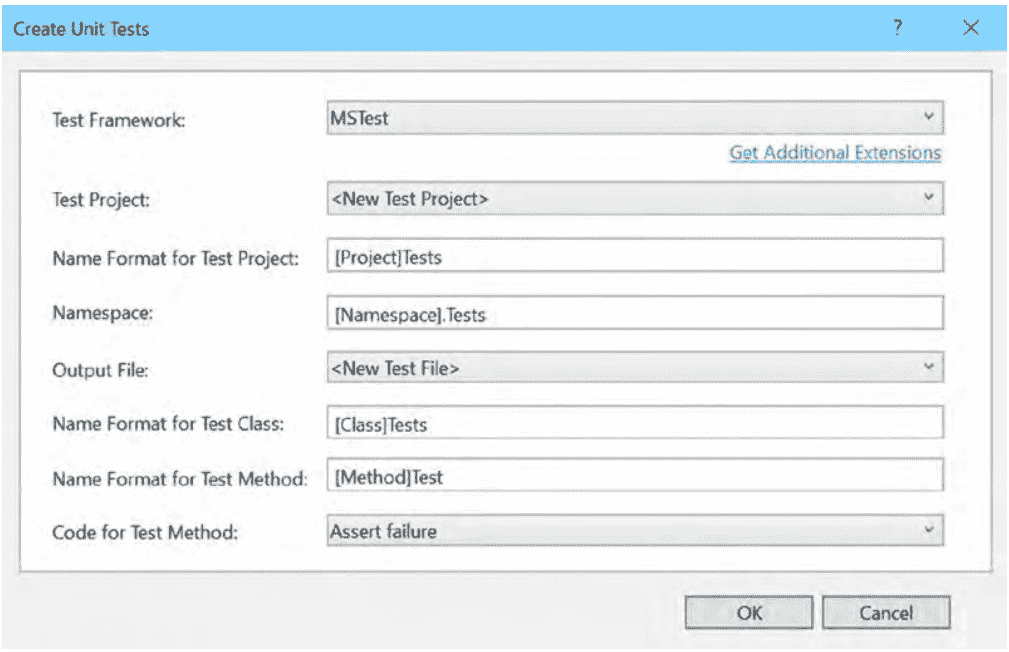 Create Unit Tests ?
Test Framework: MSTest
Get Additional Extensions
Test Project: <New Test Project>
Name Format for Test Project: [Project]Tests
Namespace: [Namespace].Tests
Output File: <New Test File>
Name Format for Test Class: [Class]Tests
Name Format for Test Method: [Method]Test
Code for Test Method: Assert failure
OK Cancel